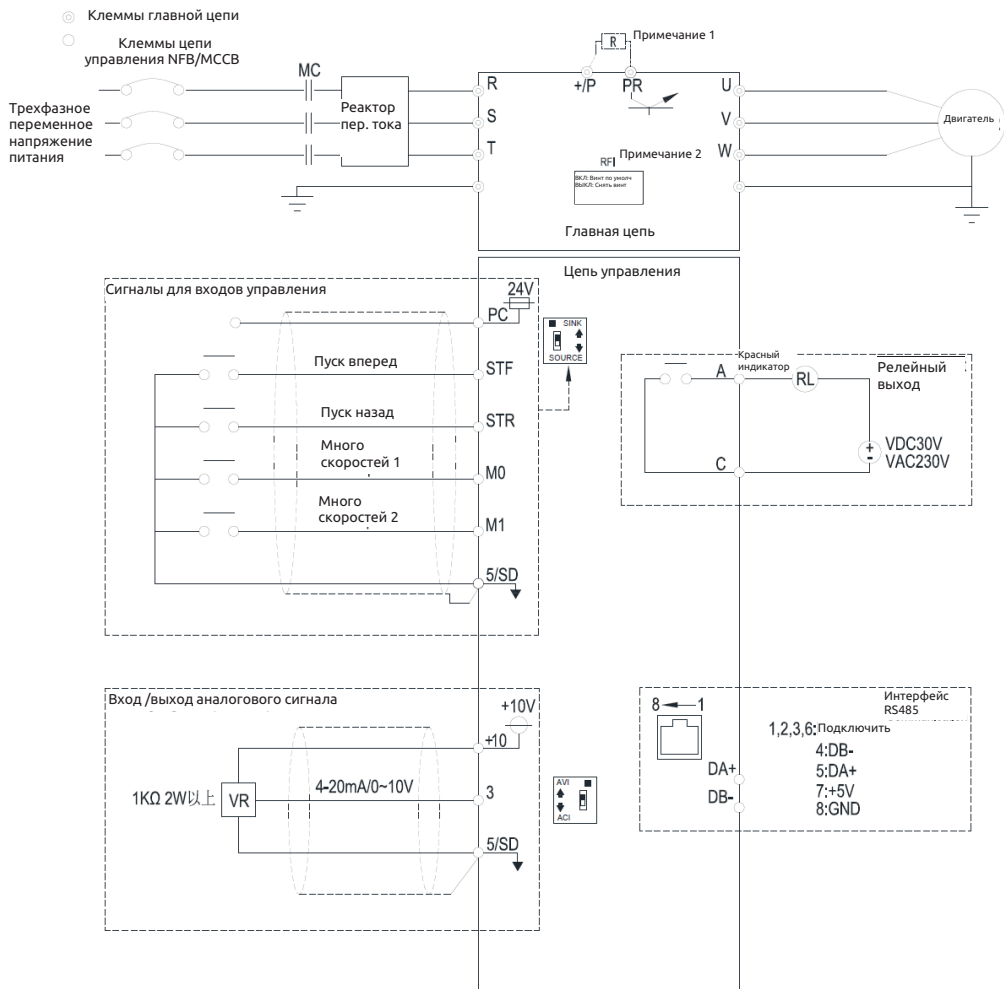 Клеммы главной цепи
Клеммы цепи
управления NFB/MCCB
MC
Трехфазное
переменное
напряжение
питания
Реактор
пер. тока
R
S
T
R
Примечание 1
+/P
PR
U
V
W
Двигатель
RFI
Примечание 2
ВКЛ: Винт по умолч
ВЫКЛ: Снять винт
Главная цепь
Цепь управления
Сигналы для входов управления
24V
PC
SINK
SOURCE
Пуск вперед
STF
Пуск назад
STR
Много
скоростей 1
M0
Много
скоростей 2
M1
5/SD
Красный
индикатор
A
RL
Релейный
выход
+
-
VDC30V
VAC230V
C
Вход /выход аналогового сигнала
+10V
+10
1KΩ 2W以上
VR
4-20mA/0~10V
3
5/SD
AVI
ACI
Интерфейс
RS485
8
1
1,2,3,6:Подключить
4:DB-
5:DA+
7:+5V
8:GND
DA+
DB-